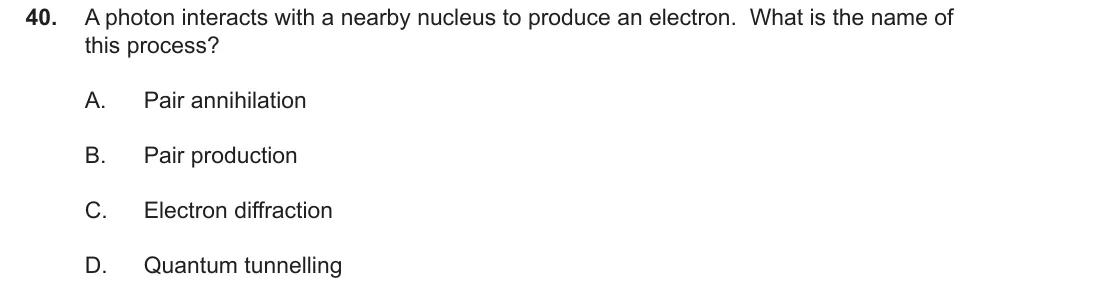 40. A photon interacts with a nearby nucleus to produce an electron. What is the name of
this process?
A. Pair annihilation
B. Pair production
C. Electron diffraction
D. Quantum tunnelling